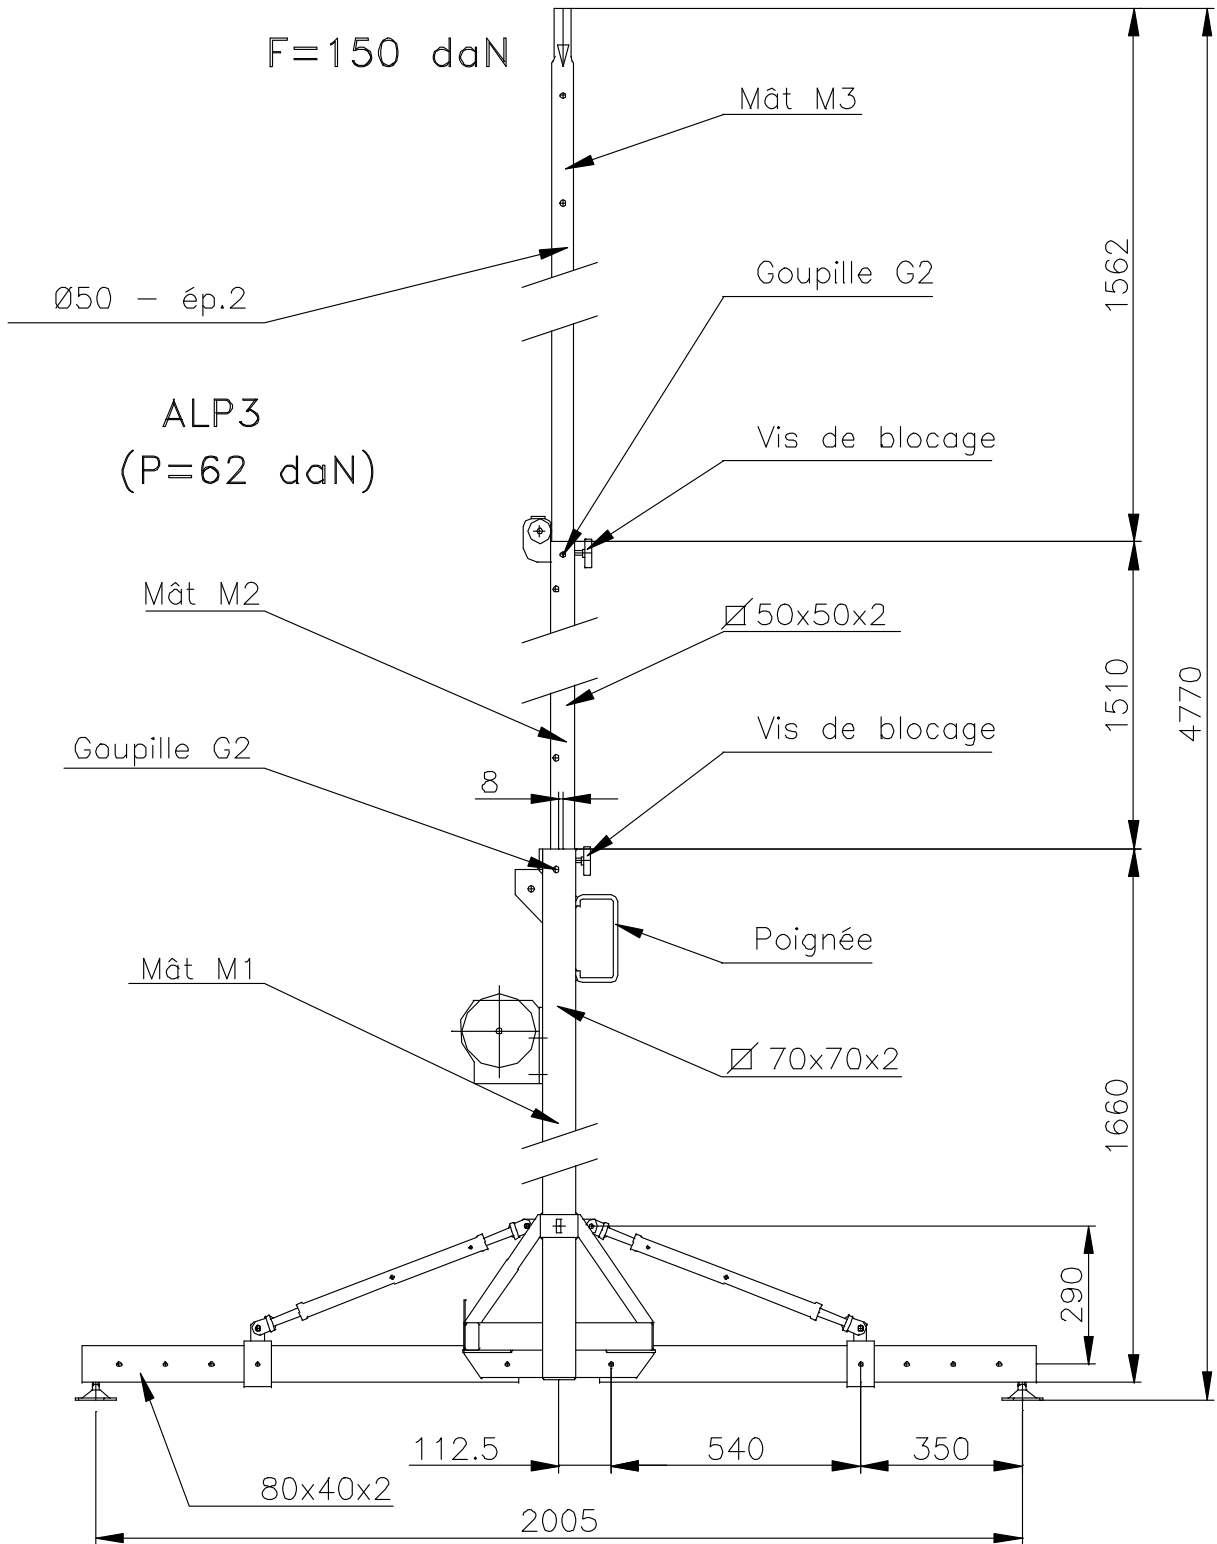 F=150 daN
Mât M3
1562
Goupille G2
Ø50 - ép.2
ALP3
(P=62 daN)
Vis de blocage
Mât M2
50x50x2
1510
4770
Vis de blocage
Goupille G2
8
Poignée
Mât M1
70x70x2
1660
290
112.5
540
350
80x40x2
2005